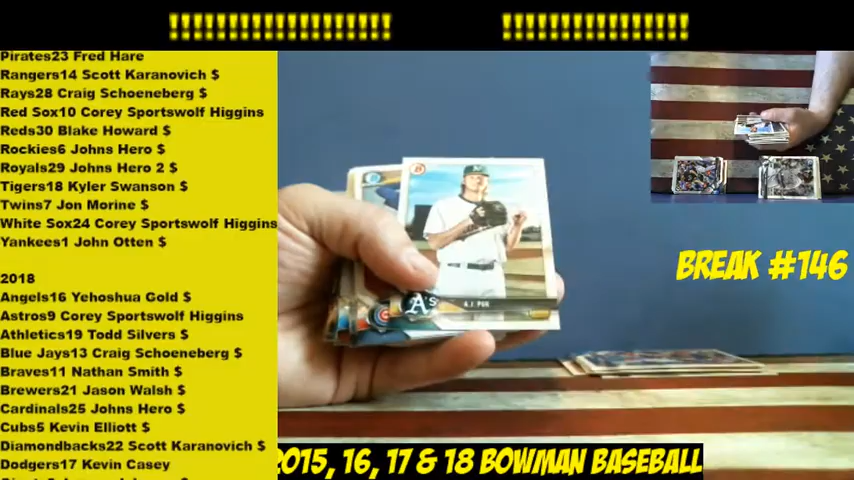 !!!!!!!!!!!!!!!!!!!! !!!!!!!!!!!!!!!!!
Pirates23 Fred Hare
Rangers14 Scott Karanovich $
Rays28 Craig Schoeneberg $
Red Sox10 Corey Sportswolf Higgins
Reds30 Blake Howard $
Rockies6 Johns Hero $
Royals29 Johns Hero 2 $
Tigers18 Kyler Swanson $
Twins7 Jon Morine $
White Sox24 Corey Sportswolf Higgins
Yankees1 John Otten $
2018
Angels16 Yehoshua Gold $
Astros9 Corey Sportswolf Higgins
Athletics19 Todd Silvers $
Blue Jays13 Craig Schoeneberg $
Braves11 Nathan Smith $
Brewers21 Jason Walsh $
Cardinals25 Johns Hero $
Cubs5 Kevin Elliott $
Diamondbacks22 Scott Karanovich $
Dodgers17 Kevin Casey
A's
A.J. PUK
BREAK #146
2015, 16, 17 & 18 BOWMAN BASEBALL